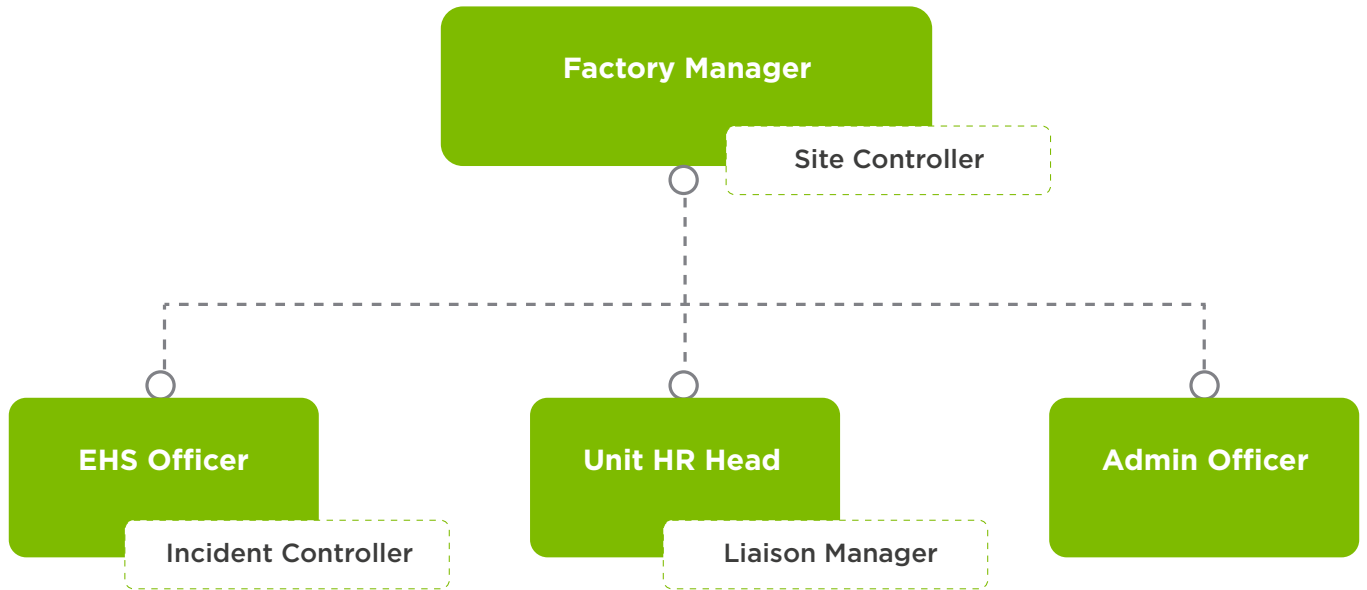 Factory Manager
Site Controller
EHS Officer
Unit HR Head
Admin Officer
Incident Controller
Liaison Manager